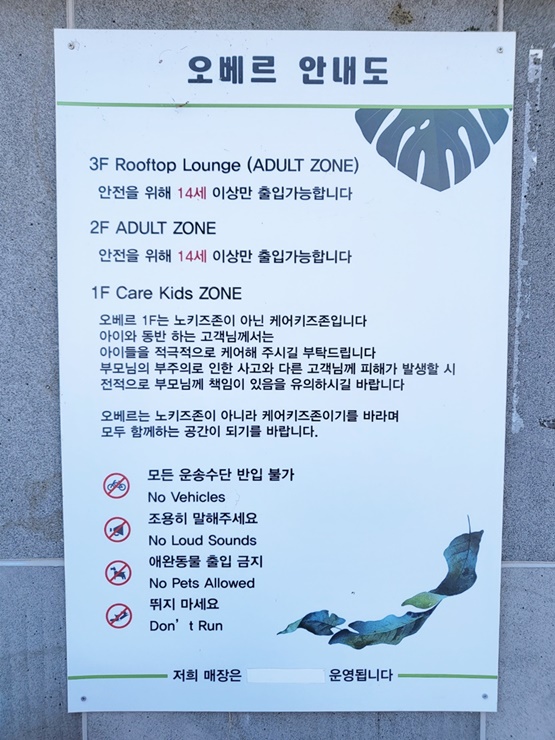 오베르 안내도
3F Rooftop Lounge (ADULT ZONE)
안전을 위해 14세 이상만 출입가능합니다
2F ADULT ZONE
안전을 위해 14세 이상만 출입가능합니다
1F Care Kids ZONE
오베르 1F는 노키즈존이 아닌 케어키즈존입니다
아이와 동반 하는 고객님께서는
아이들을 적극적으로 케어해 주시길 부탁드립니다
부모님의 부주의로 인한 사고와 다른 고객님께 피해가 발생할 시
전적으로 부모님께 책임이 있음을 유의하시길 바랍니다
오베르는 노키즈존이 아니라 케어키즈존이기를 바라며
모두 함께하는 공간이 되기를 바랍니다.
모든 운송수단 반입 불가
No Vehicles
조용히 말해주세요
No Loud Sounds
애완동물 출입 금지
No Pets Allowed
뛰지 마세요
Don't Run
저희 매장은 운영됩니다